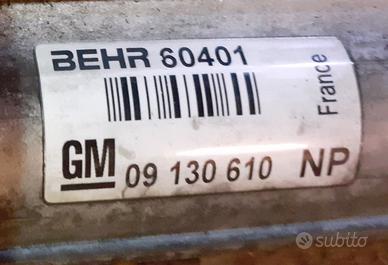 BEHR 60401
France
GM 09 130 610 NP
subito